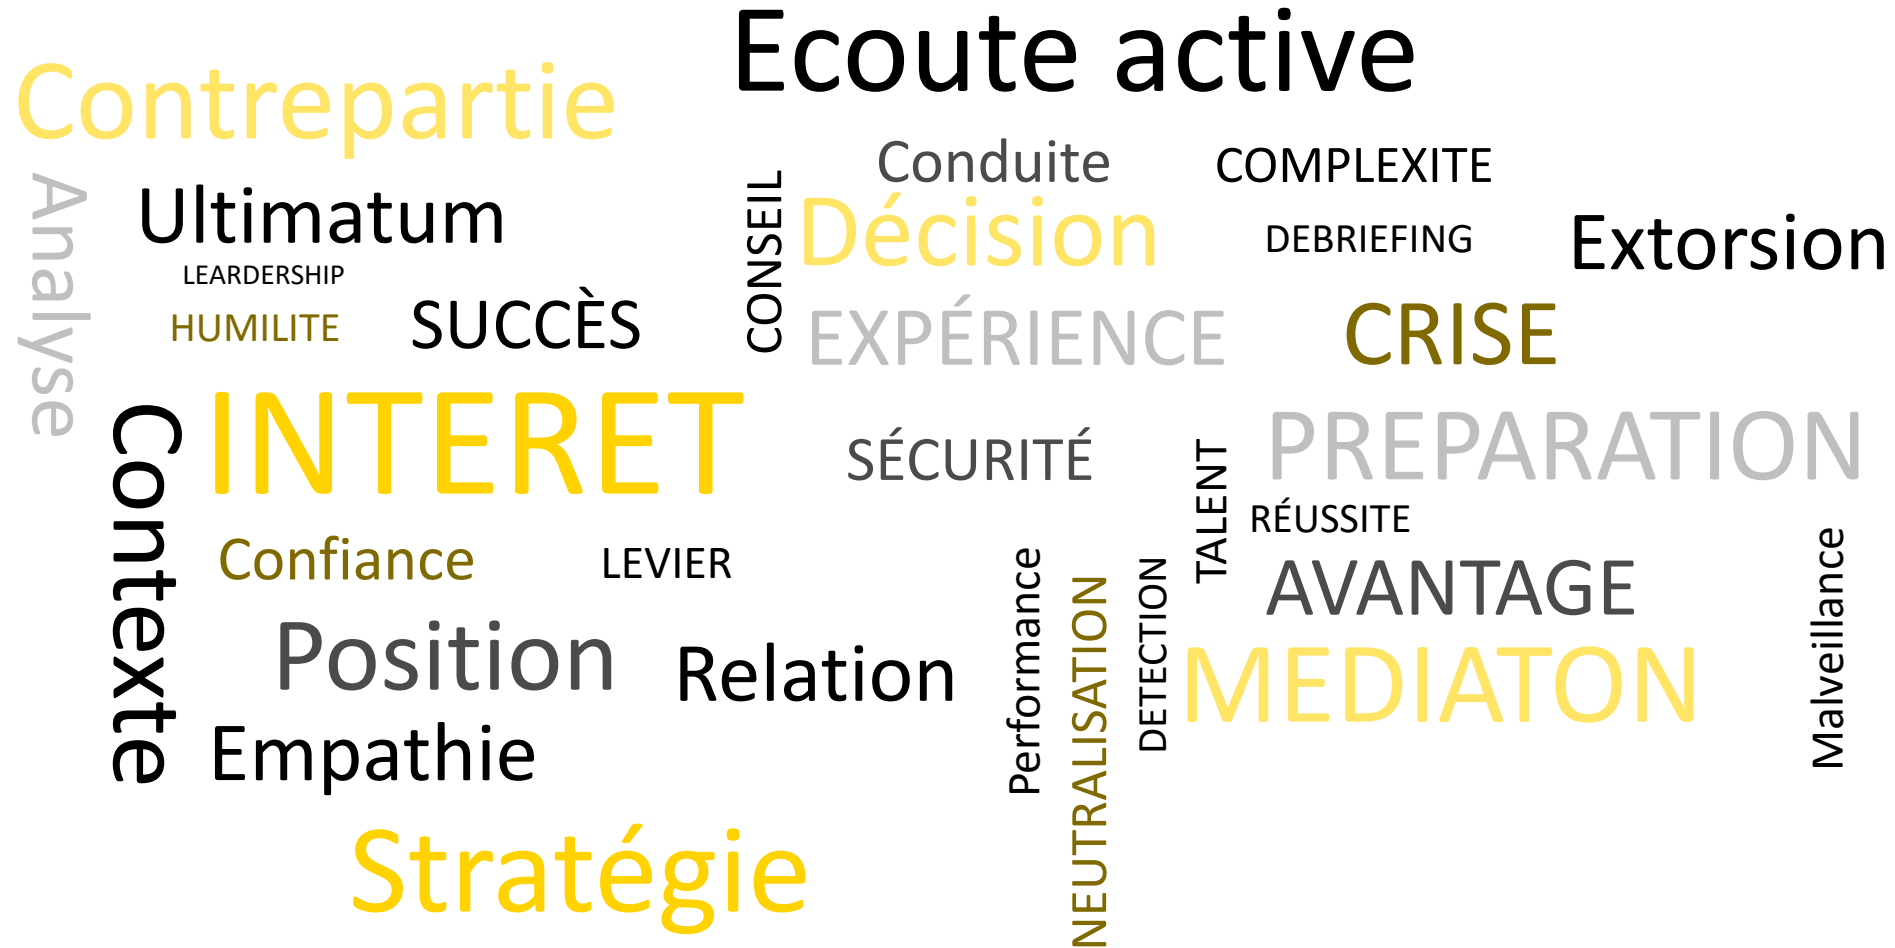 Ecoute active
Contrepartie
Conduite
COMPLEXITE
Analyse
Ultimatum
CONSEIL
Décision
DEBRIEFING
Extorsion
LEARDERSHIP
HUMILITE
SUCCÈS
EXPÉRIENCE
CRISE
Contexte
INTERET
SÉCURITÉ
TALENT
PREPARATION
RÉUSSITE
Confiance
LEVIER
Performance
NEUTRALISATION
DETECTION
AVANTAGE
Malveillance
Position
Relation
MEDIATON
Empathie
Stratégie